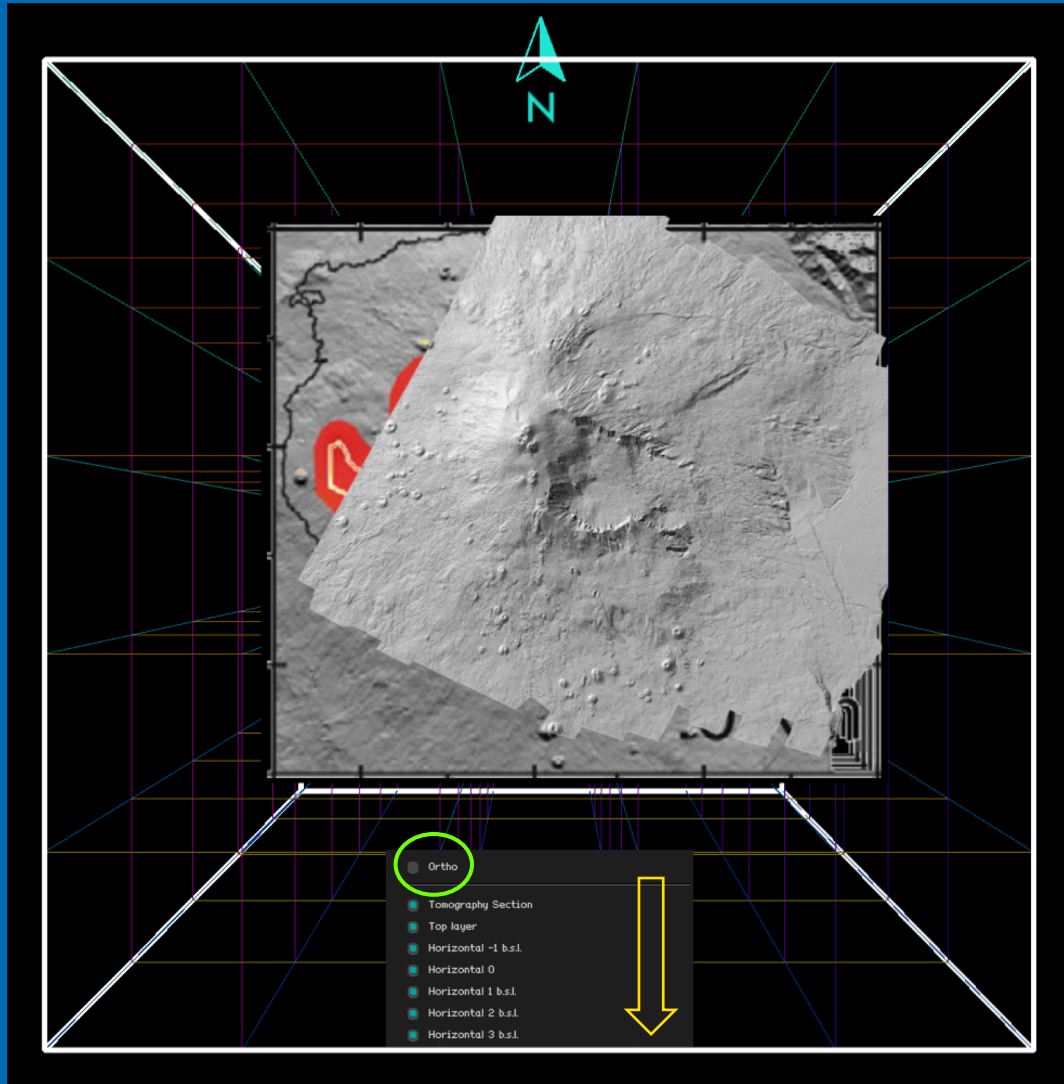 N
Ortho
Tomography Section
Top layer
Horizontal -1 b.s.l.
Horizontal 0
Horizontal 1 b.s.l.
Horizontal 2 b.s.l.
Horizontal 3 b.s.l.